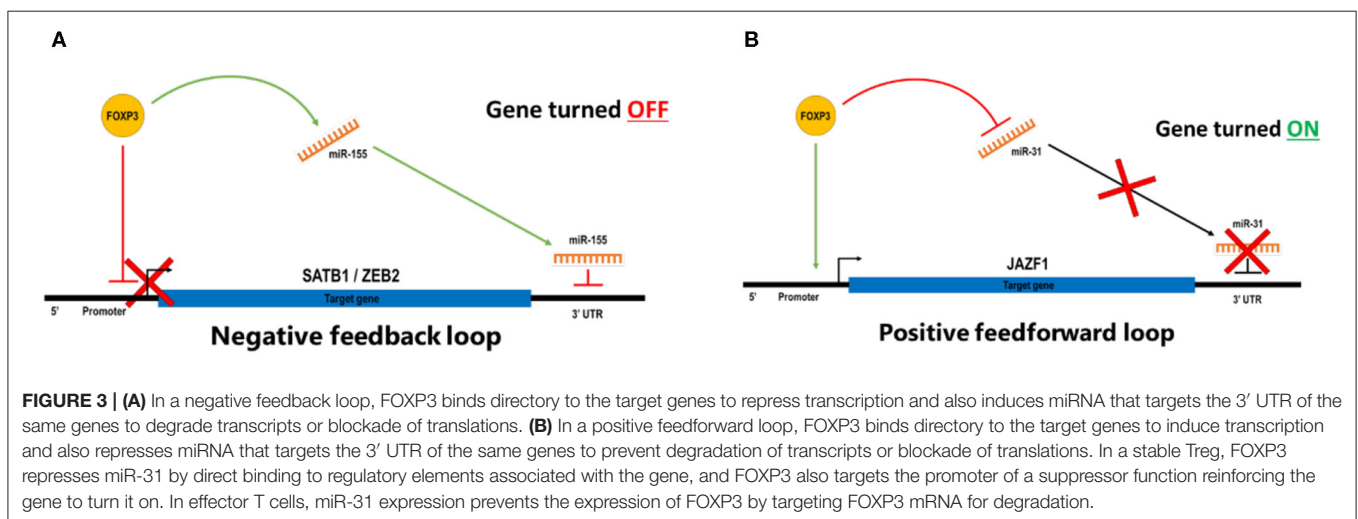 A
FOXP3
miR-155
Gene turned OFF
miR-155
SATB1 / ZEB2
Target gene
5' Promoter
3' UTR
Negative feedback loop
B
FOXP3
miR-31
Gene turned ON
miR-31
JAZF1
Target gene
5' Promoter
3' UTR
Positive feedforward loop
FIGURE 3 | (A) In a negative feedback loop, FOXP3 binds directory to the target genes to repress transcription and also induces miRNA that targets the 3′ UTR of the
same genes to degrade transcripts or blockade of translations. (B) In a positive feedforward loop, FOXP3 binds directory to the target genes to induce transcription
and also represses miRNA that targets the 3′ UTR of the same genes to prevent degradation of transcripts or blockade of translations. In a stable Treg, FOXP3
represses miR-31 by direct binding to regulatory elements associated with the gene, and FOXP3 also targets the promoter of a suppressor function reinforcing the
gene to turn it on. In effector T cells, miR-31 expression prevents the expression of FOXP3 by targeting FOXP3 mRNA for degradation.